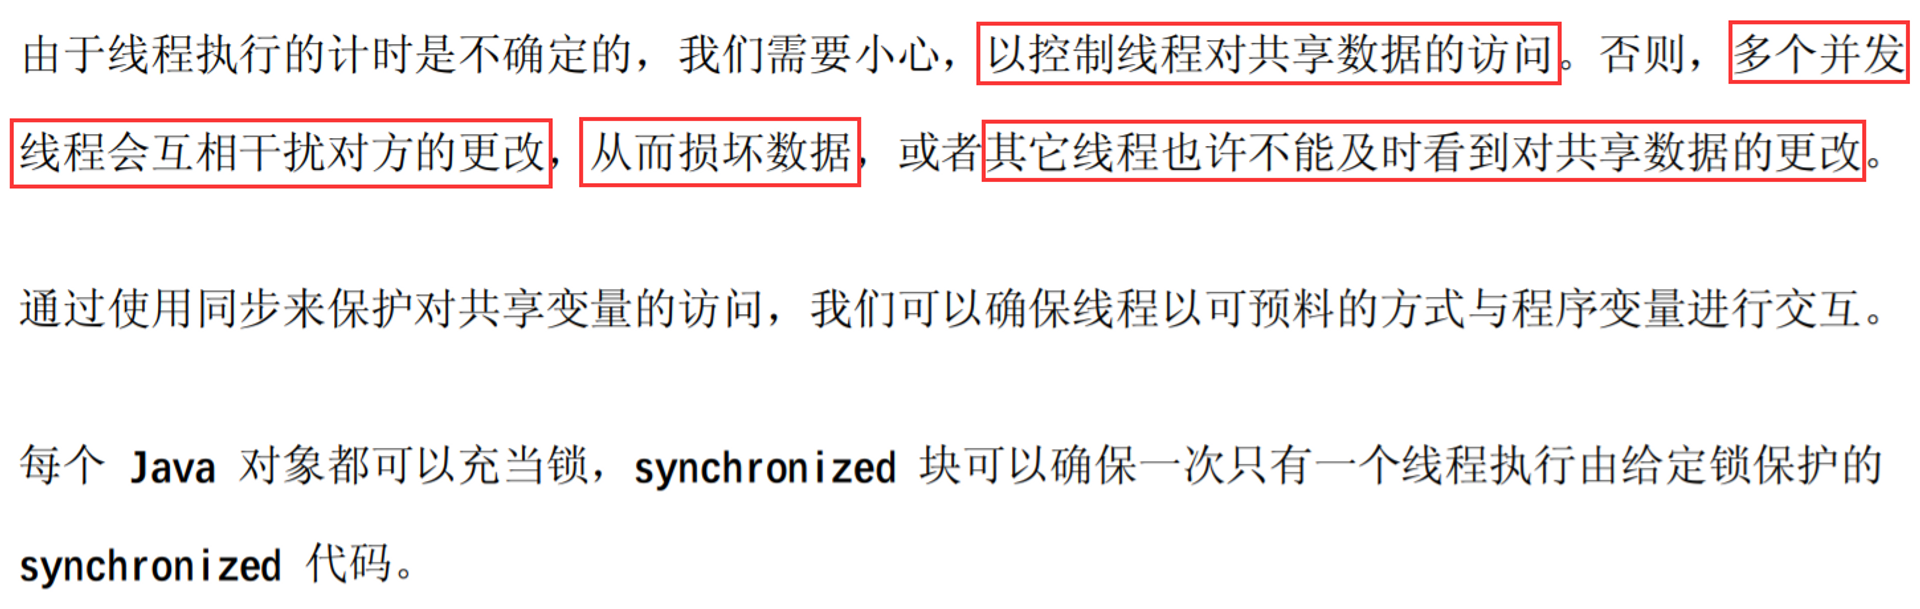 由于线程执行的计时是不确定的，我们需要小心，以控制线程对共享数据的访问。否则，多个并发
线程会互相干扰对方的更改，从而损坏数据，或者其它线程也许不能及时看到对共享数据的更改。
通过使用同步来保护对共享变量的访问，我们可以确保线程以可预料的方式与程序变量进行交互。
每个 Java 对象都可以充当锁，synchronized 块可以确保一次只有一个线程执行由给定锁保护的
synchronized 代码。